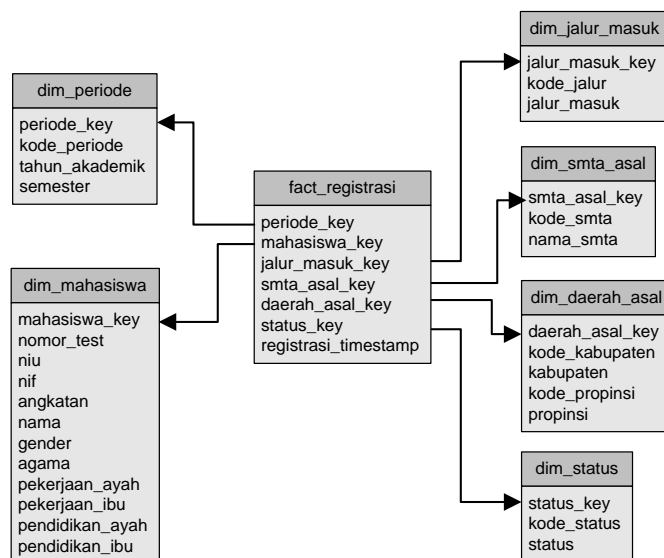 dim_periode
periode_key
kode_periode
tahun_akademik
semester
dim_mahasiswa
mahasiswa_key
nomor_test
niu
nif
angkatan
nama
gender
agama
pekerjaan_ayah
pekerjaan_ibu
pendidikan_ayah
pendidikan_ibu
fact_registrasi
periode_key
mahasiswa_key
jalur_masuk_key
smta_asal_key
daerah_asal_key
status_key
registrasi_timestamp
dim_jalur_masuk
jalur_masuk_key
kode_jalur
jalur_masuk
dim_smta_asal
smta_asal_key
kode_smta
nama_smta
dim_daerah_asal
daerah_asal_key
kode_kabupaten
kabupaten
kode_propinsi
propinsi
dim_status
status_key
kode_status
status